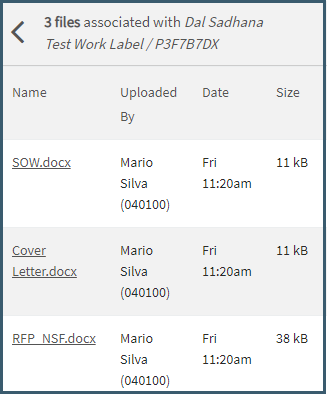 3 files associated with Dal Sadhana
Test Work Label / P3F7B7DX
Name Uploaded By Date Size
SOW.docx Mario Silva (040100) Fri 11:20am 11 kB
Cover Letter.docx Mario Silva (040100) Fri 11:20am 11 kB
RFP_NSF.docx Mario Silva (040100) Fri 11:20am 38 kB